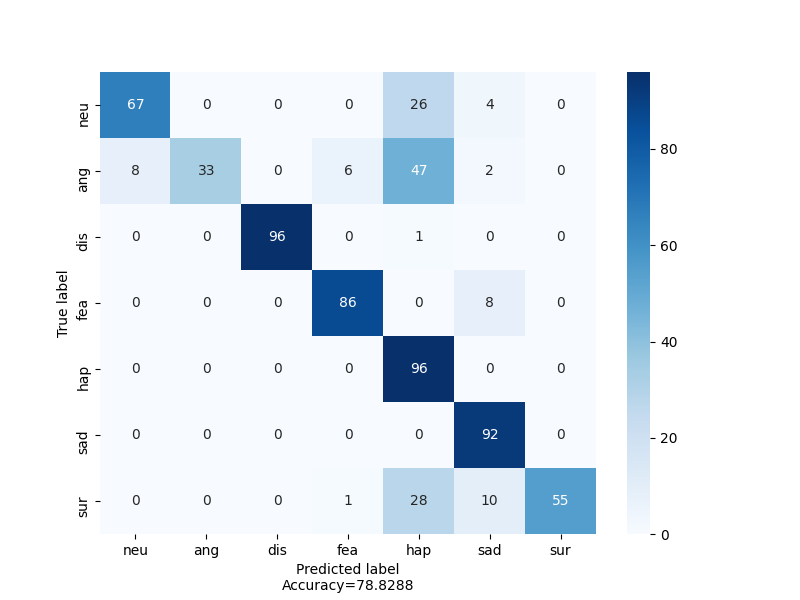 neu 67 0 0 0 26 4 0
ang 8 33 0 6 47 2 0
dis 0 0 96 0 1 0 0
fea 0 0 0 86 0 8 0
hap 0 0 0 0 96 0 0
sad 0 0 0 0 0 92 0
sur 0 0 0 1 28 10 55
True label
neu ang dis fea hap sad sur
Predicted label
Accuracy=78.8288
80
60
40
20
0